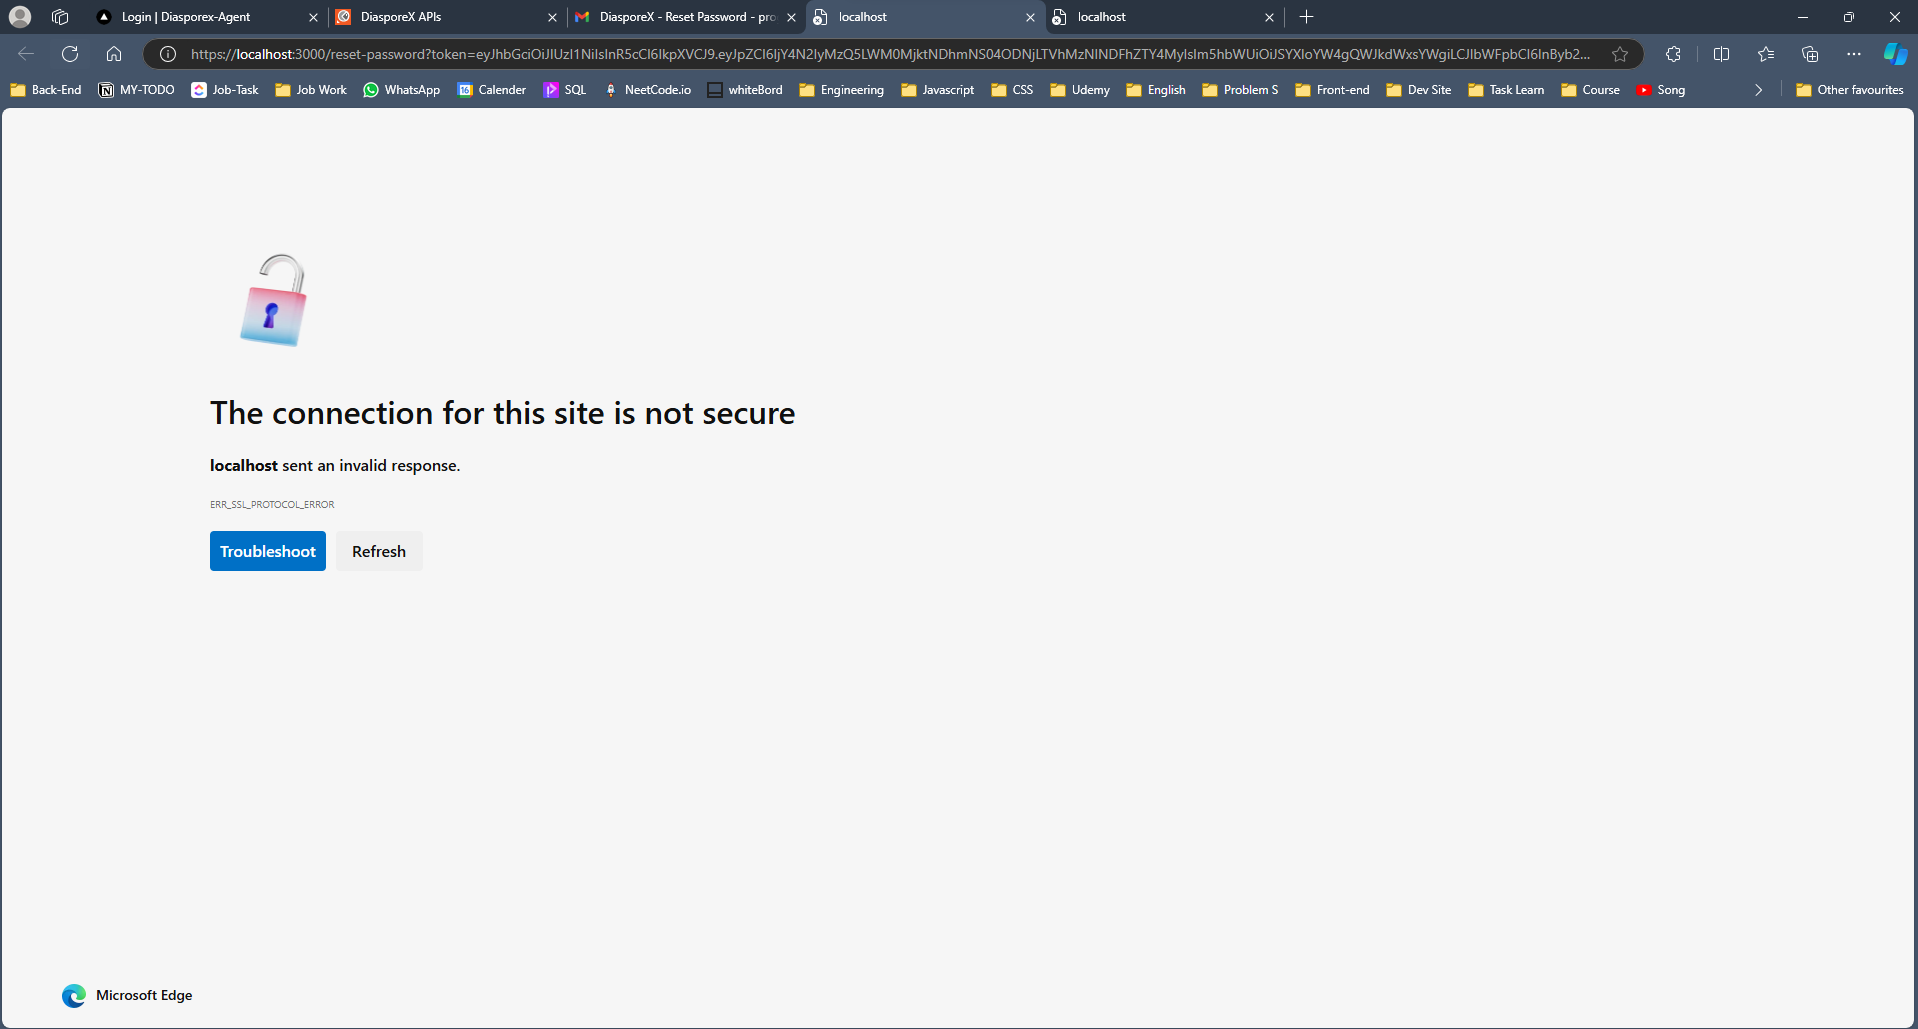 Login | Diasporex-Agent
DiasporeX APIs
DiasporeX - Reset Password - pro
localhost
localhost
https://localhost:3000/reset-password?token=
Back-End
MY-TODO
Job-Task
Job Work
WhatsApp
16
Calender
SQL
NeetCode.io
whiteBord
Engineering
Javascript
CSS
Udemy
English
Problem S
Front-end
Dev Site
Task Learn
Course
Song
Other favourites
The connection for this site is not secure
localhost sent an invalid response.
ERR_SSL_PROTOCOL_ERROR
Troubleshoot
Refresh
Microsoft Edge